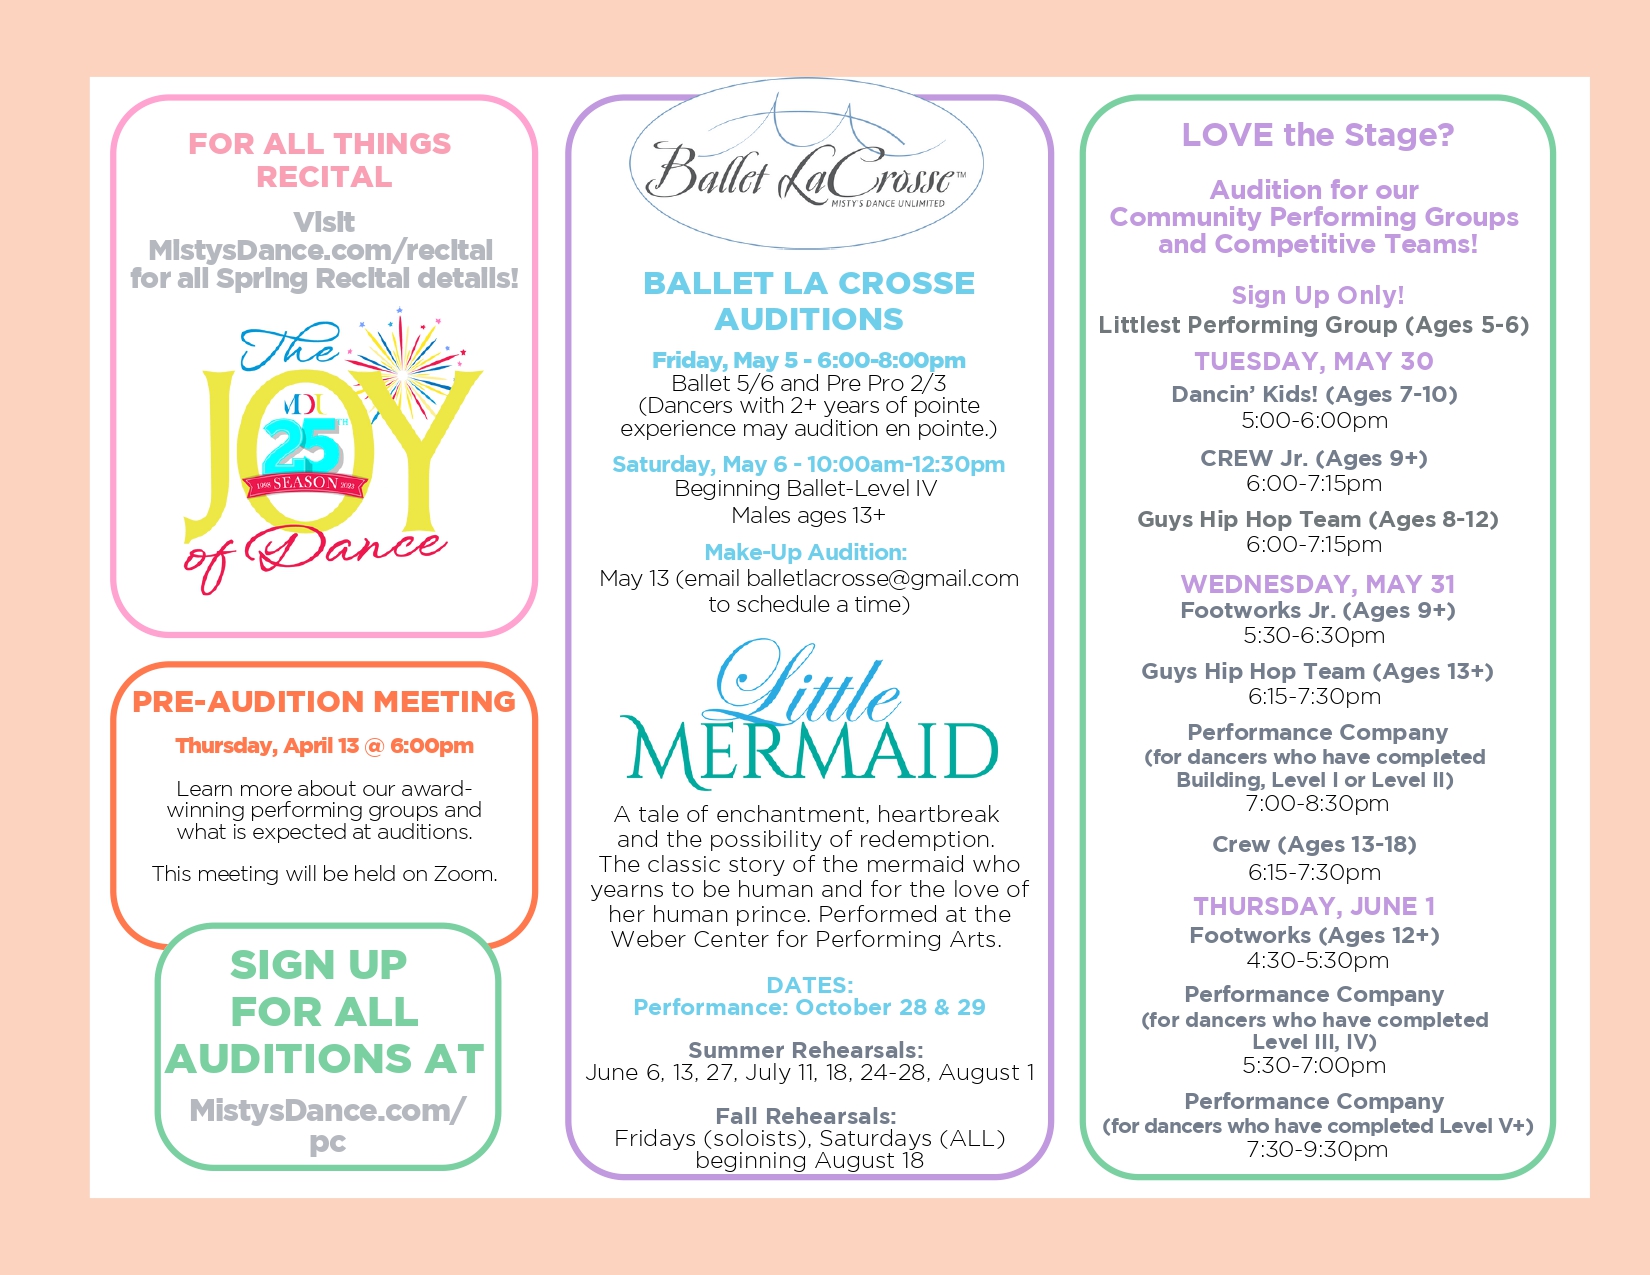 FOR ALL THINGS
RECITAL
Visit
MistysDance.com/recital
for all Spring Recital details!
The
JOY
MDU
25TH
1998 SEASON 2023
of Dance
PRE-AUDITION MEETING
Thursday, April 13 @ 6:00pm
Learn more about our award-
winning performing groups and
what is expected at auditions.
This meeting will be held on Zoom.
SIGN UP
FOR ALL
AUDITIONS AT
MistysDance.com/
pc
Ballet LaCrosse™
MISTY'S DANCE UNLIMITED
BALLET LA CROSSE
AUDITIONS
Friday, May 5 - 6:00-8:00pm
Ballet 5/6 and Pre Pro 2/3
(Dancers with 2+ years of pointe
experience may audition en pointe.)
Saturday, May 6 - 10:00am-12:30pm
Beginning Ballet-Level IV
Males ages 13+
Make-Up Audition:
May 13 (email balletlacrosse@gmail.com
to schedule a time)
Little
MERMAID
A tale of enchantment, heartbreak
and the possibility of redemption.
The classic story of the mermaid who
yearns to be human and for the love of
her human prince. Performed at the
Weber Center for Performing Arts.
DATES:
Performance: October 28 & 29
Summer Rehearsals:
June 6, 13, 27, July 11, 18, 24-28, August 1
Fall Rehearsals:
Fridays (soloists), Saturdays (ALL)
beginning August 18
LOVE the Stage?
Audition for our
Community Performing Groups
and Competitive Teams!
Sign Up Only!
Littlest Performing Group (Ages 5-6)
TUESDAY, MAY 30
Dancin' Kids! (Ages 7-10)
5:00-6:00pm
CREW Jr. (Ages 9+)
6:00-7:15pm
Guys Hip Hop Team (Ages 8-12)
6:00-7:15pm
WEDNESDAY, MAY 31
Footworks Jr. (Ages 9+)
5:30-6:30pm
Guys Hip Hop Team (Ages 13+)
6:15-7:30pm
Performance Company
(for dancers who have completed
Building, Level I or Level II)
7:00-8:30pm
Crew (Ages 13-18)
6:15-7:30pm
THURSDAY, JUNE 1
Footworks (Ages 12+)
4:30-5:30pm
Performance Company
(for dancers who have completed
Level III, IV)
5:30-7:00pm
Performance Company
(for dancers who have completed Level V+)
7:30-9:30pm